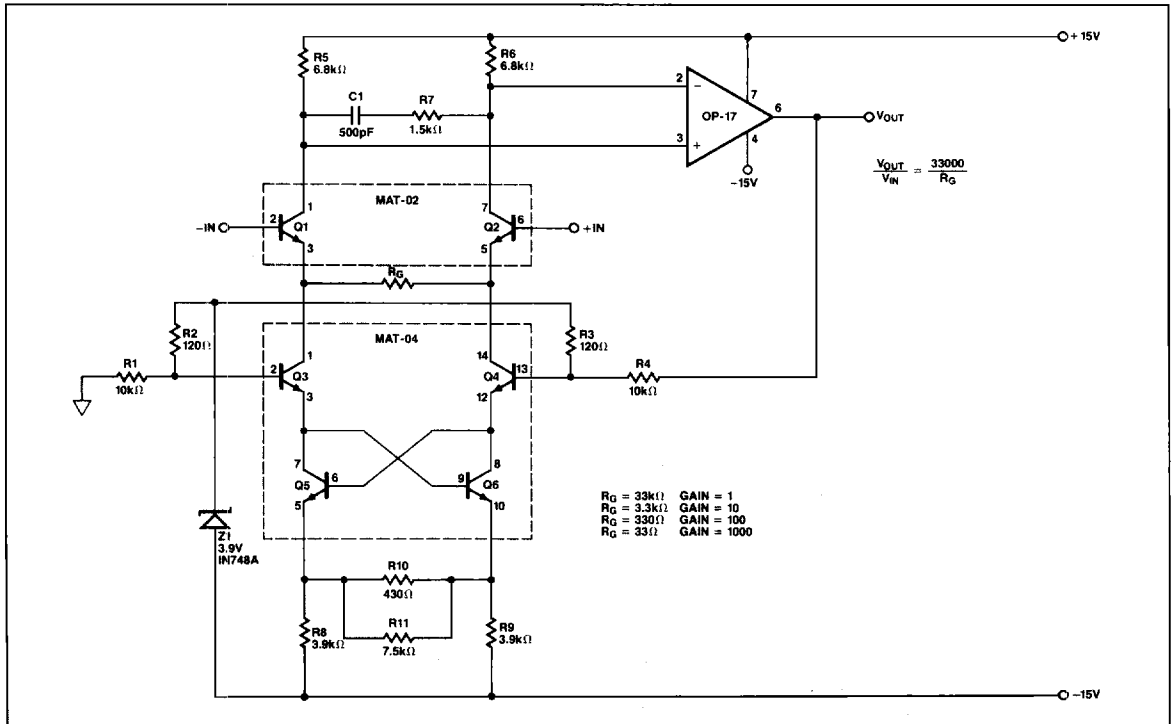 R5
6.8kΩ
R6
6.8kΩ
+15V
C1
500pF
R7
1.5kΩ
2
−
3
+
OP-17
7
6
4
−15V
VOUT
VOUT
VIN
=
33000
RG
MAT-02
−IN
2
1
Q1
3
7
6
Q2
5
+IN
RG
R2
120Ω
R3
120Ω
MAT-04
R1
10kΩ
2
1
Q3
3
14
13
Q4
12
R4
10kΩ
7
6
Q5
5
8
9
Q6
10
Z1
3.9V
IN748A
RG = 33kΩ GAIN = 1
RG = 3.3kΩ GAIN = 10
RG = 330Ω GAIN = 100
RG = 33Ω GAIN = 1000
R10
430Ω
R11
7.5kΩ
R8
3.9kΩ
R9
3.9kΩ
−15V